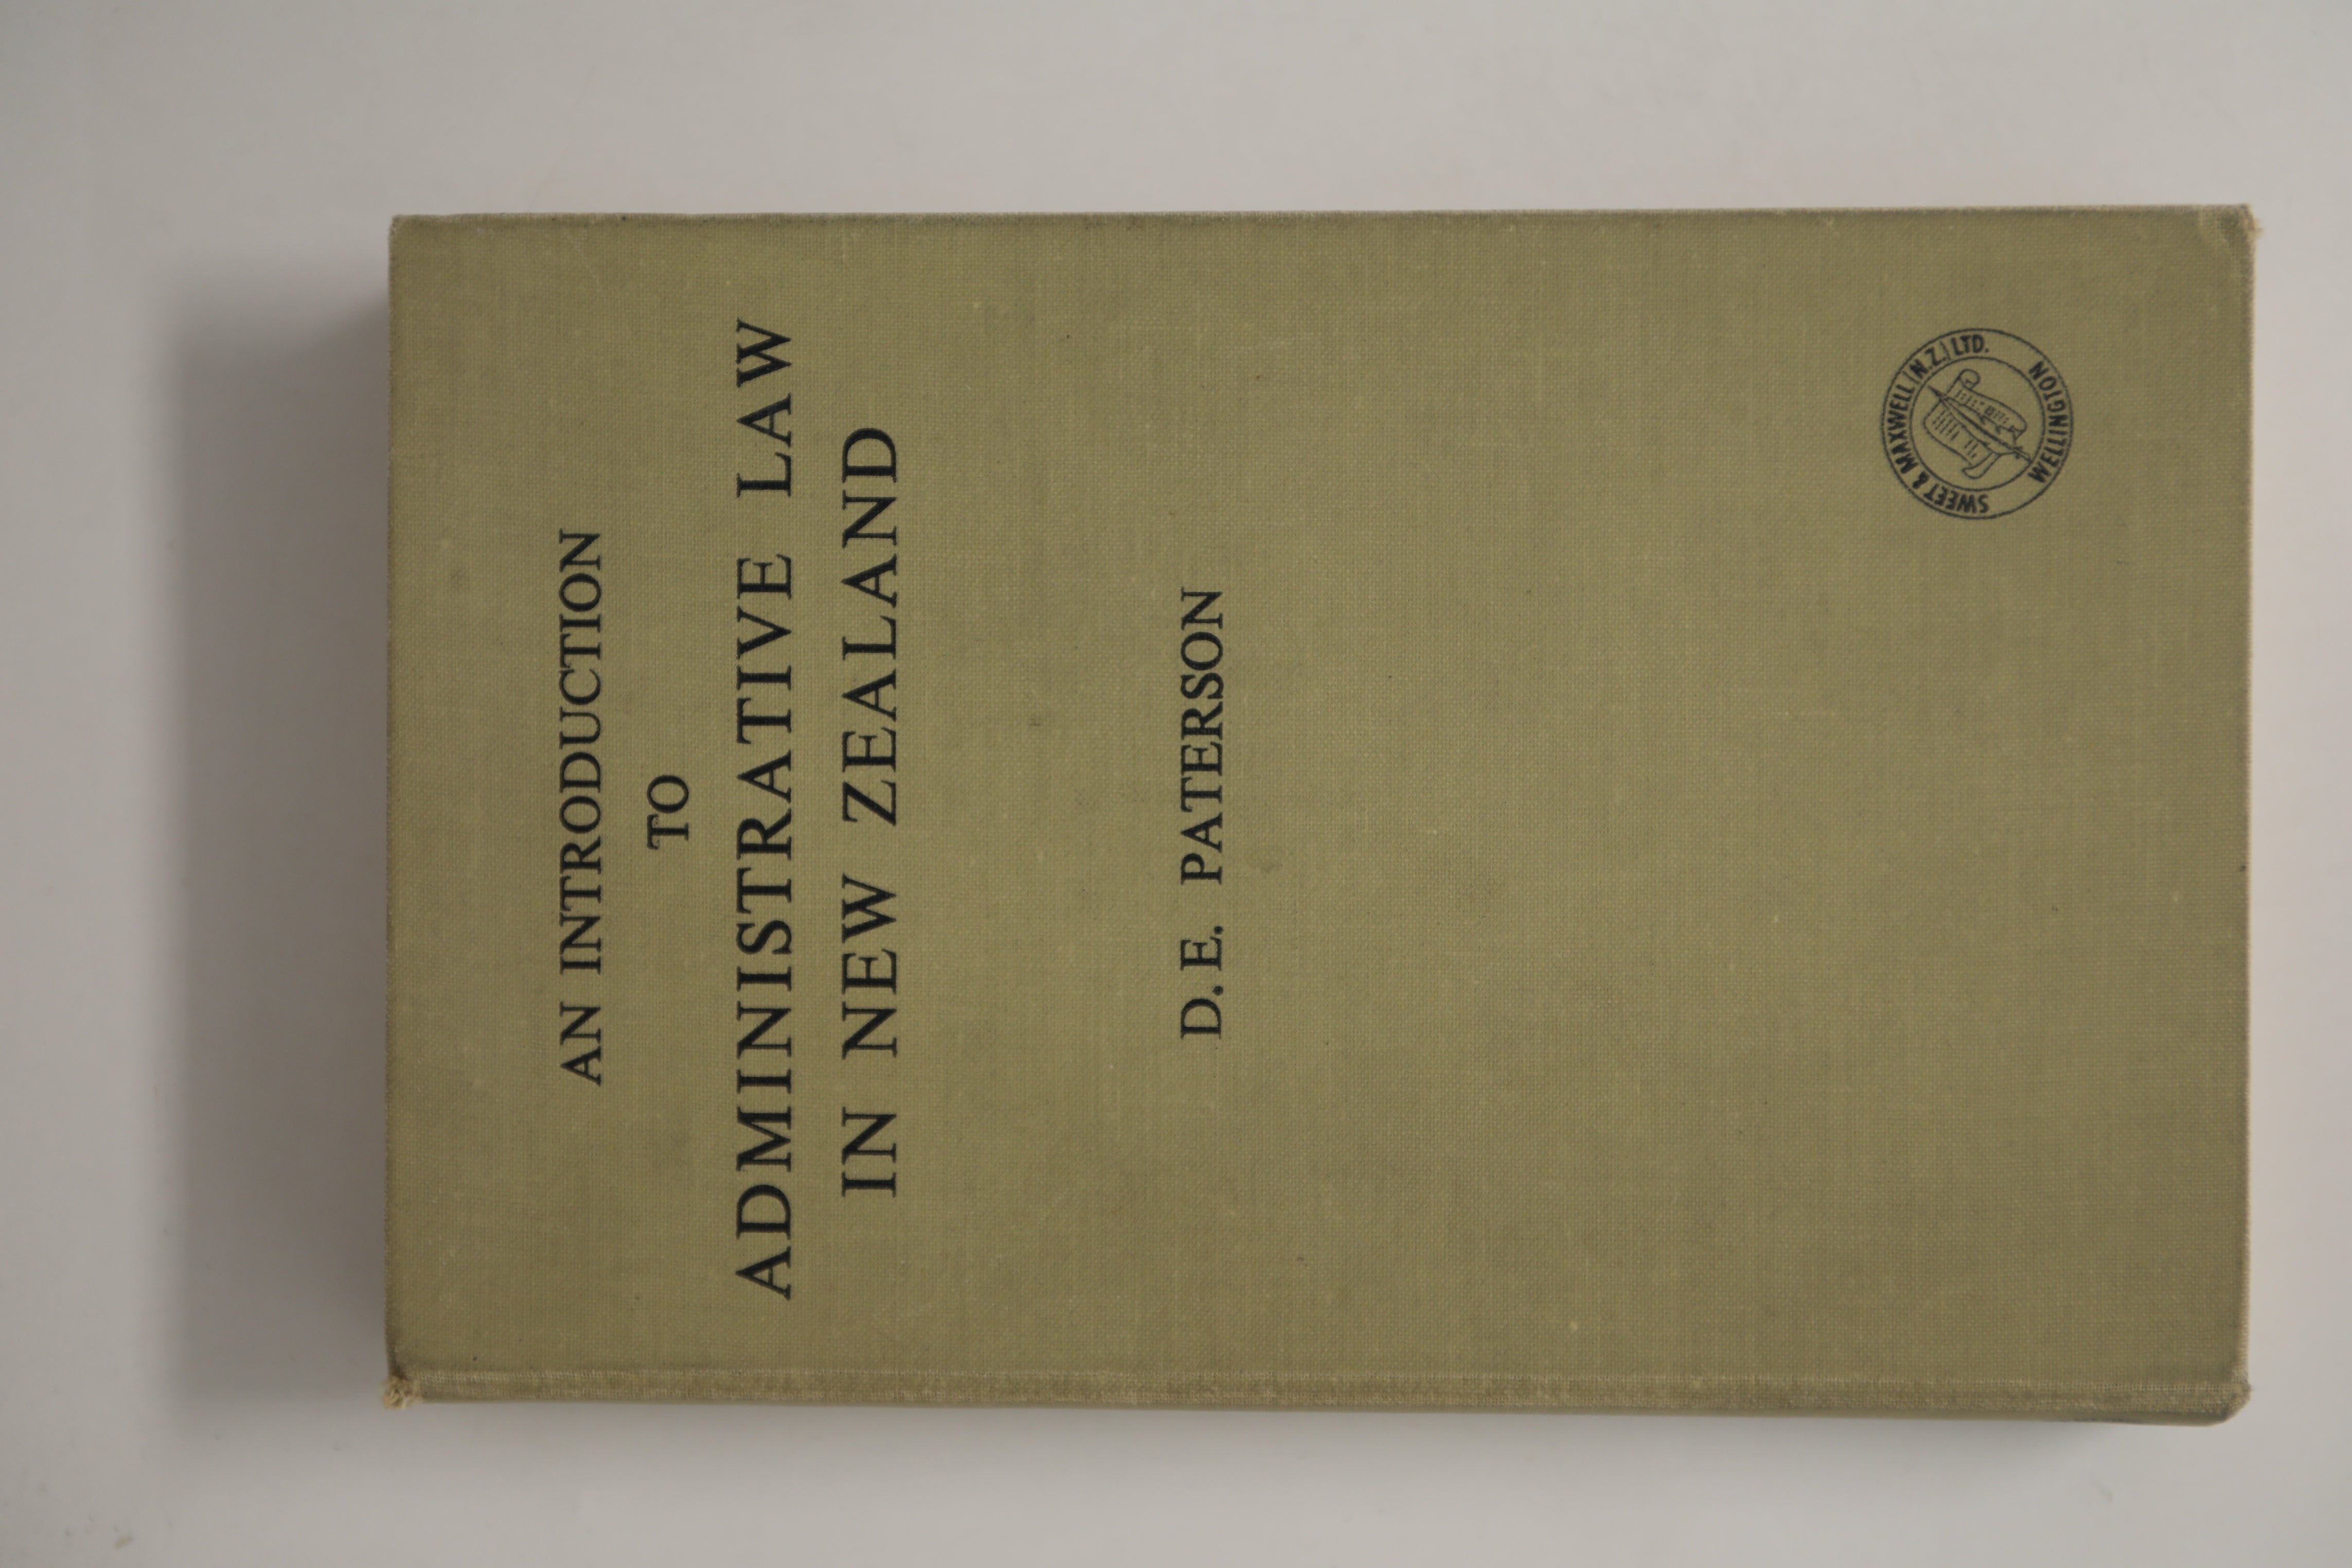 AN INTRODUCTION
TO
ADMINISTRATIVE LAW
IN NEW ZEALAND
D. E. PATERSON
SWEET & MAXWELL (N.Z.) LTD.
WELLINGTON